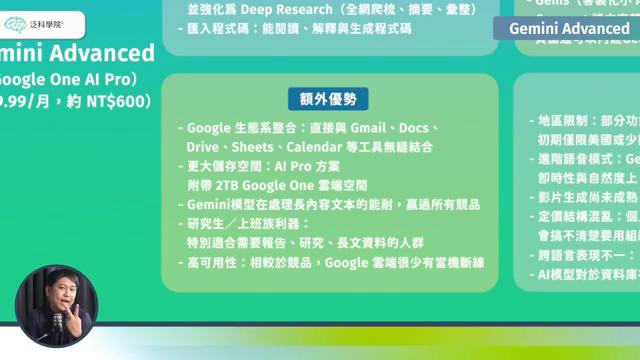 泛科學院
Gemini Advanced
mini Advanced
Google One AI Pro）
9.99/月，約 NT$600）
並強化為 Deep Research（全網爬梳、摘要、彙整）
- 匯入程式碼：能閱讀、解釋與生成程式碼
額外優勢
- Google 生態系整合：直接與 Gmail、Docs、
Drive、Sheets、Calendar 等工具無縫結合
- 更大儲存空間：AI Pro 方案
附帶 2TB Google One 雲端空間
- Gemini模型在處理長內容文本的能耐，贏過所有競品
- 研究生／上班族利器：
特別適合需要報告、研究、長文資料的人群
- 高可用性：相較於競品，Google 雲端很少有當機斷線
- 地區限制：部分功
初期僅限美國或少
- 進階語音模式：Ge
即時性與自然度上
- 影片生成尚未成熟
- 定價結構混亂：個
會搞不清楚要用組
- 跨語言表現不一：
- AI模型對於資料庫